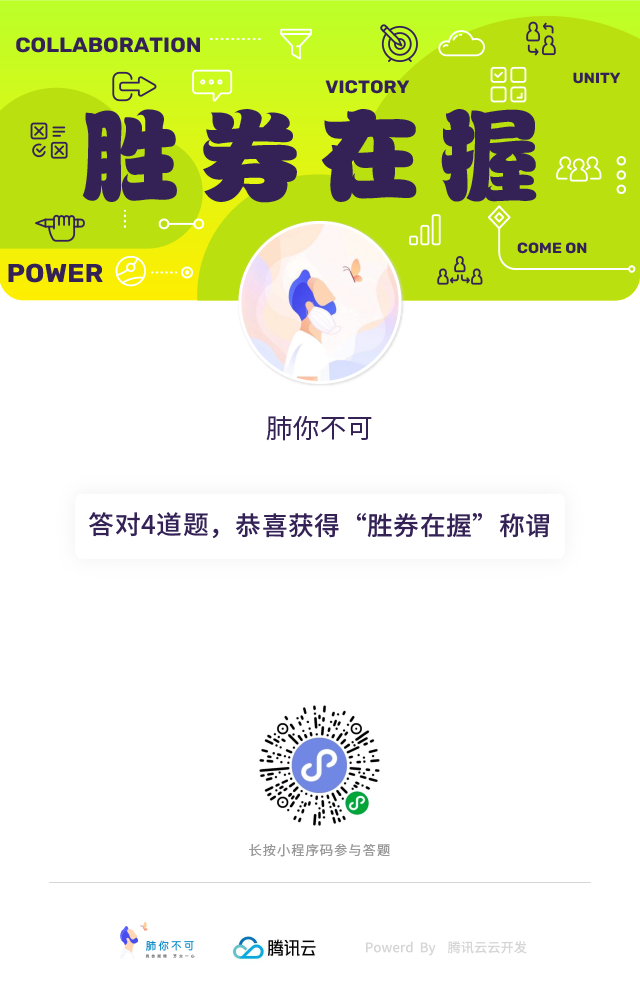 COLLABORATION
VICTORY
UNITY
胜券在握
COME ON
POWER
肺你不可
答对4道题，恭喜获得“胜券在握”称谓
长按小程序码参与答题
肺你不可
腾讯云
Powerd By 腾讯云云开发